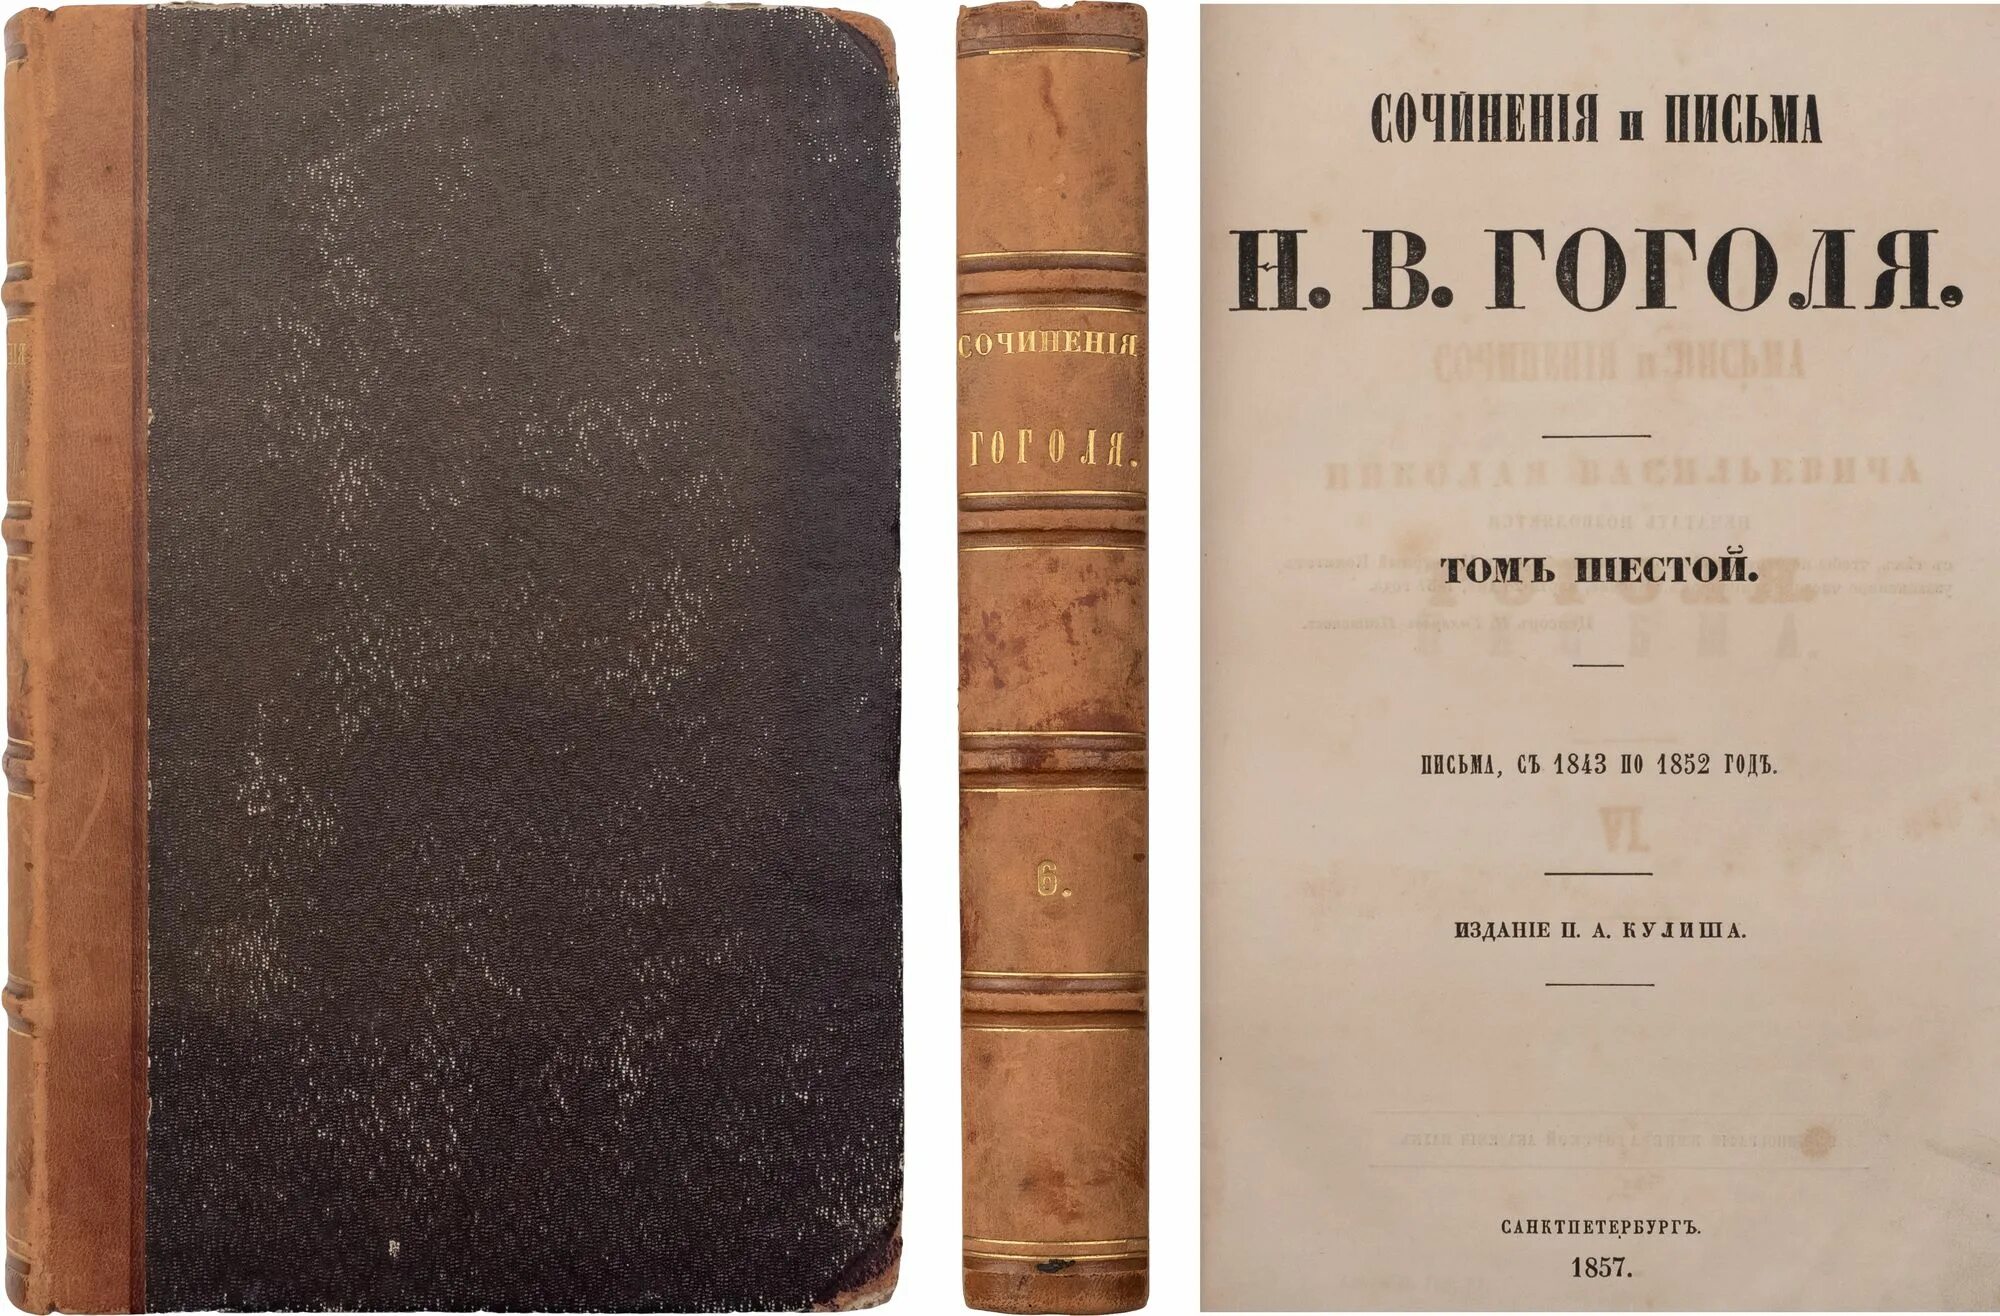 СОЧИНЕНІЯ
ГОГОЛЯ.
6.
СОЧИНЕНІЯ и ПИСЬМА
Н. В. ГОГОЛЯ.
ТОМЪ ШЕСТОЙ.
ПИСЬМА, СЪ 1843 ПО 1852 ГОДЪ.
ИЗДАНІЕ П. А. КУЛИША.
САНКТПЕТЕРБУРГЪ.
1857.